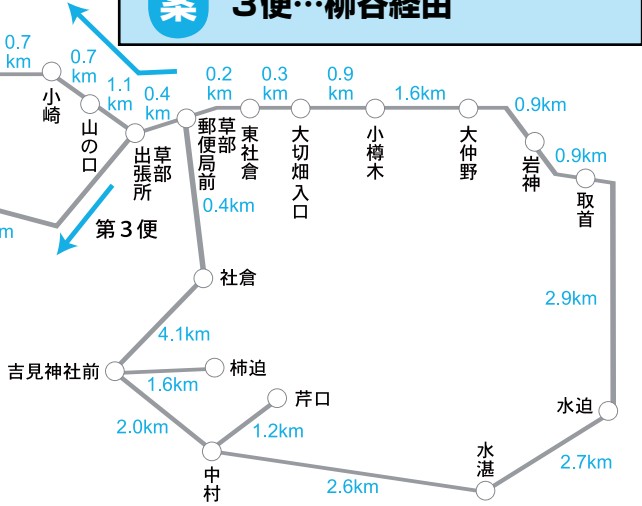 案
3便…柳谷経由
0.7
km
0.7
km
1.1
km
0.4
km
0.2
km
0.3
km
0.9
km
1.6km
0.9km
0.9km
小崎
山の口
草部
出張所
草部
郵便局前
東社倉
大切畑入口
小樽木
大仲野
岩神
取首
m
第3便
0.4km
社倉
2.9km
4.1km
吉見神社前
柿迫
1.6km
芹口
2.0km
1.2km
水迫
中村
水湛
2.6km
2.7km